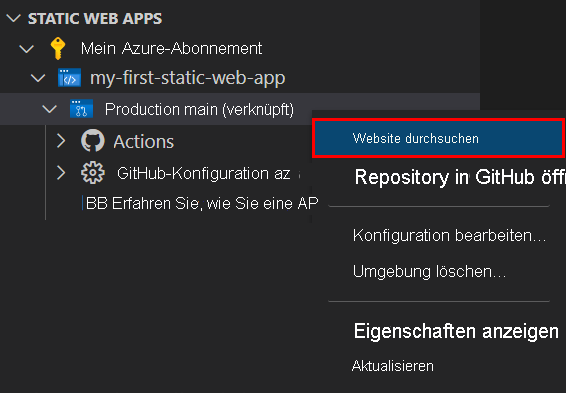 STATIC WEB APPS
Mein Azure-Abonnement
my-first-static-web-app
Production main (verknüpft)
Website durchsuchen
Actions
Repository in GitHub öff
GitHub-Konfiguration az
BB Erfahren Sie, wie Sie eine AP
Konfiguration bearbeiten...
Umgebung löschen...
Eigenschaften anzeigen
Aktualisieren